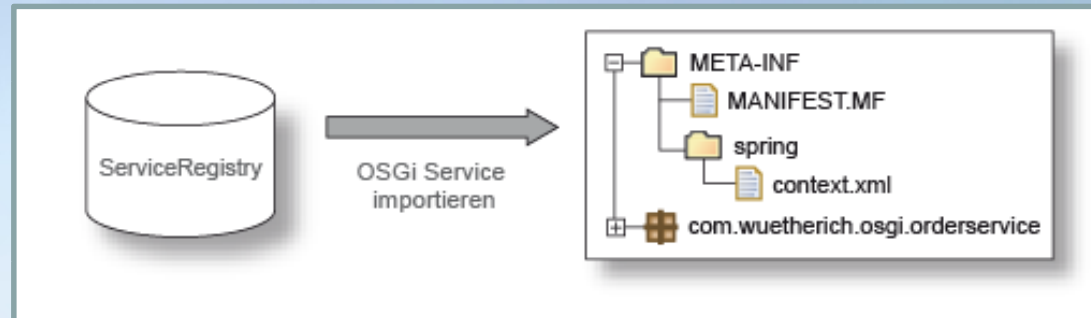 ServiceRegistry
OSGi Service
importieren
META-INF
MANIFEST.MF
spring
context.xml
com.wuetherich.osgi.orderservice